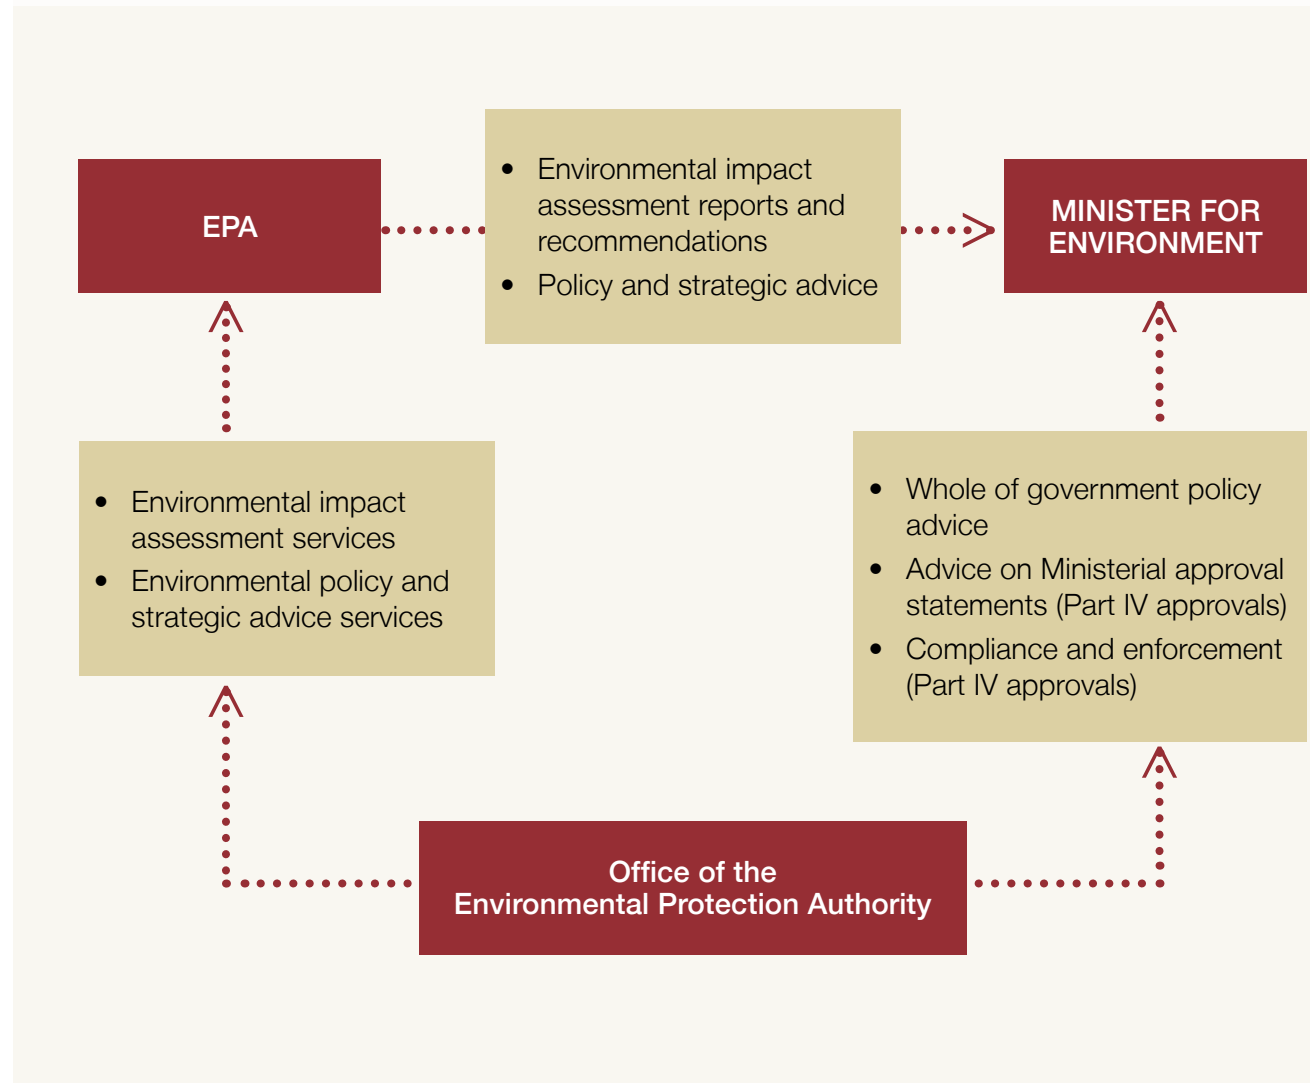 EPA
• Environmental impact
assessment reports and
recommendations
• Policy and strategic advice
MINISTER FOR
ENVIRONMENT
• Environmental impact
assessment services
• Environmental policy and
strategic advice services
• Whole of government policy
advice
• Advice on Ministerial approval
statements (Part IV approvals)
• Compliance and enforcement
(Part IV approvals)
Office of the
Environmental Protection Authority